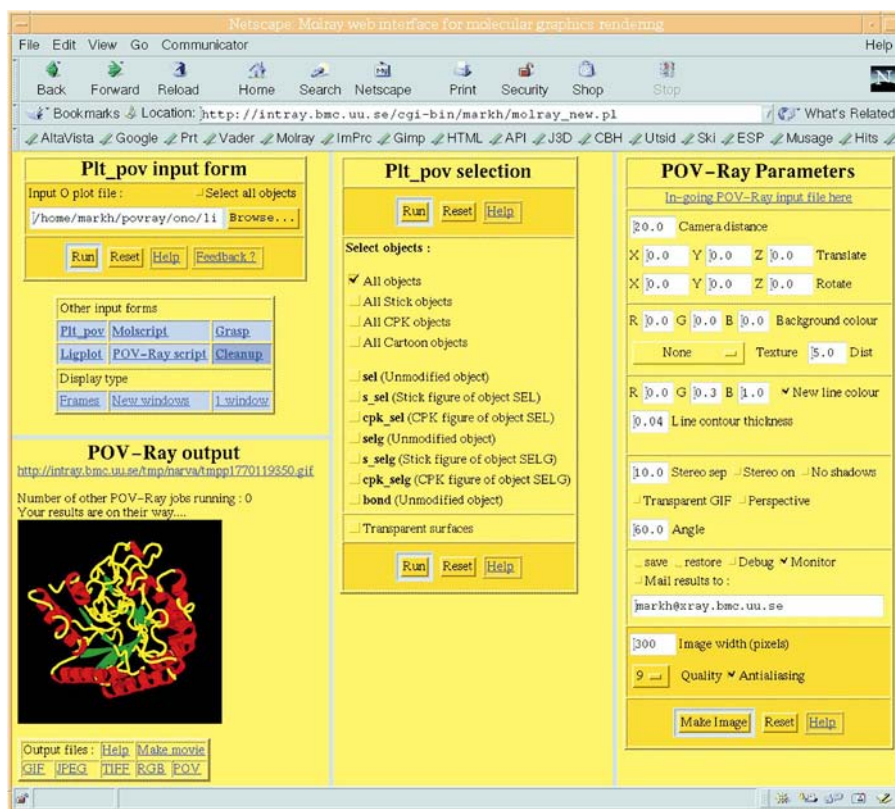 Netscape: Molray web interface for molecular graphics rendering
File Edit View Go Communicator Help
Back Forward Reload Home Search Netscape Print Security Shop Stop
Bookmarks Location: http://intray.bmc.uu.se/cgi-bin/markh/molray_new.pl What's Related
AltaVista Google Prt Vader Molray ImPrc Gimp HTML API J3D CBH Utsid Ski ESP Musage Hits
Plt_pov input form
Input O plot file : Select all objects
/home/markh/povray/ono/li Browse...
Run Reset Help Feedback ?
Other input forms
Plt_pov Molscript Grasp
Ligplot POV-Ray script Cleanup
Display type
Frames New windows 1 window
POV-Ray output
http://intray.bmc.uu.se/tmp/narva/tmpp1770119350.gif
Number of other POV-Ray jobs running : 0
Your results are on their way....
Output files : Help Make movie
GIF JPEG TIFF RGB POV
Plt_pov selection
Run Reset Help
Select objects :
All objects
All Stick objects
All CPK objects
All Cartoon objects
sel (Unmodified object)
s_sel (Stick figure of object SEL)
cpk_sel (CPK figure of object SEL)
selg (Unmodified object)
s_selg (Stick figure of object SELG)
cpk_selg (CPK figure of object SELG)
bond (Unmodified object)
Transparent surfaces
Run Reset Help
POV-Ray Parameters
In-going POV-Ray input file here
20.0 Camera distance
X 0.0 Y 0.0 Z 0.0 Translate
X 0.0 Y 0.0 Z 0.0 Rotate
R 0.0 G 0.0 B 0.0 Background colour
None Texture 5.0 Dist
R 0.0 G 0.3 B 1.0 New line colour
0.04 Line contour thickness
10.0 Stereo sep Stereo on No shadows
Transparent GIF Perspective
60.0 Angle
save restore Debug Monitor
Mail results to :
markh@xray.bmc.uu.se
300 Image width (pixels)
9 Quality Antialiasing
Make Image Reset Help